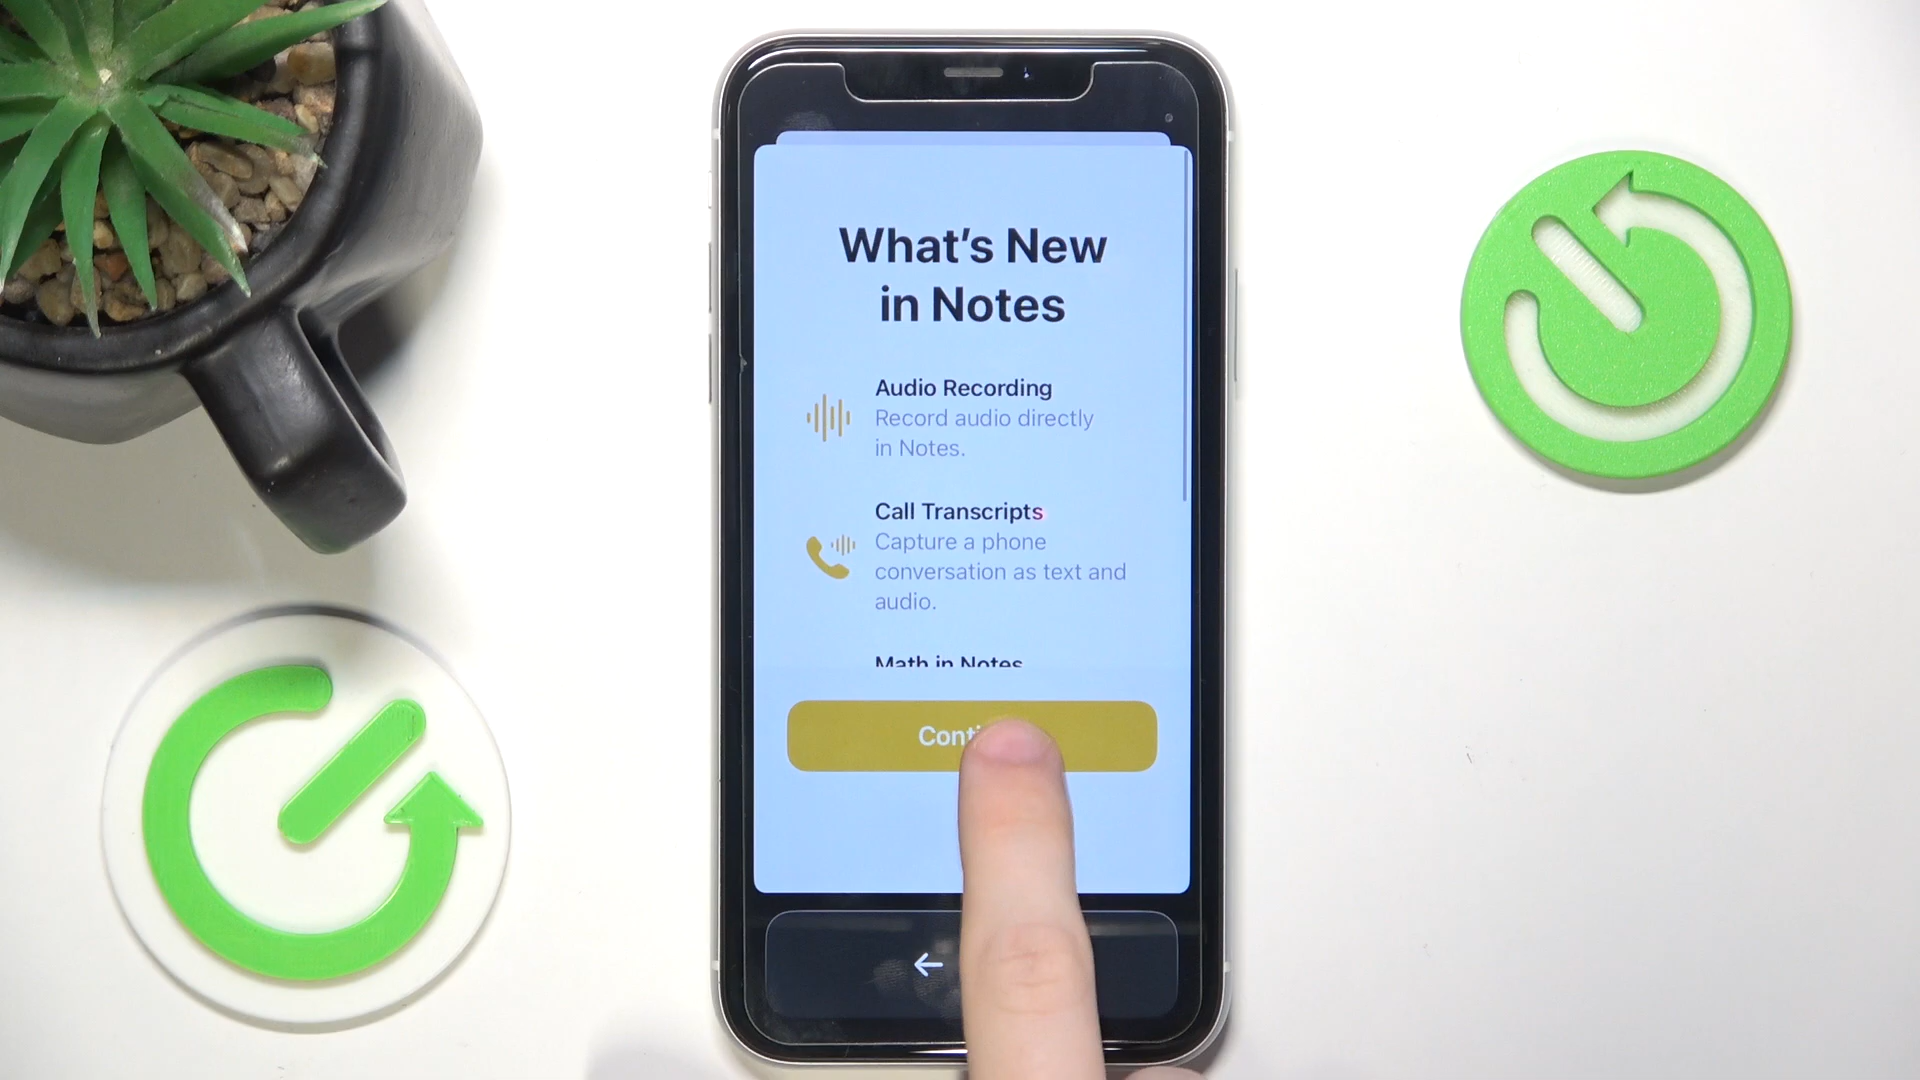 What's New
in Notes
Audio Recording
Record audio directly
in Notes.
Call Transcripts
Capture a phone
conversation as text and
audio.
Math in Notes